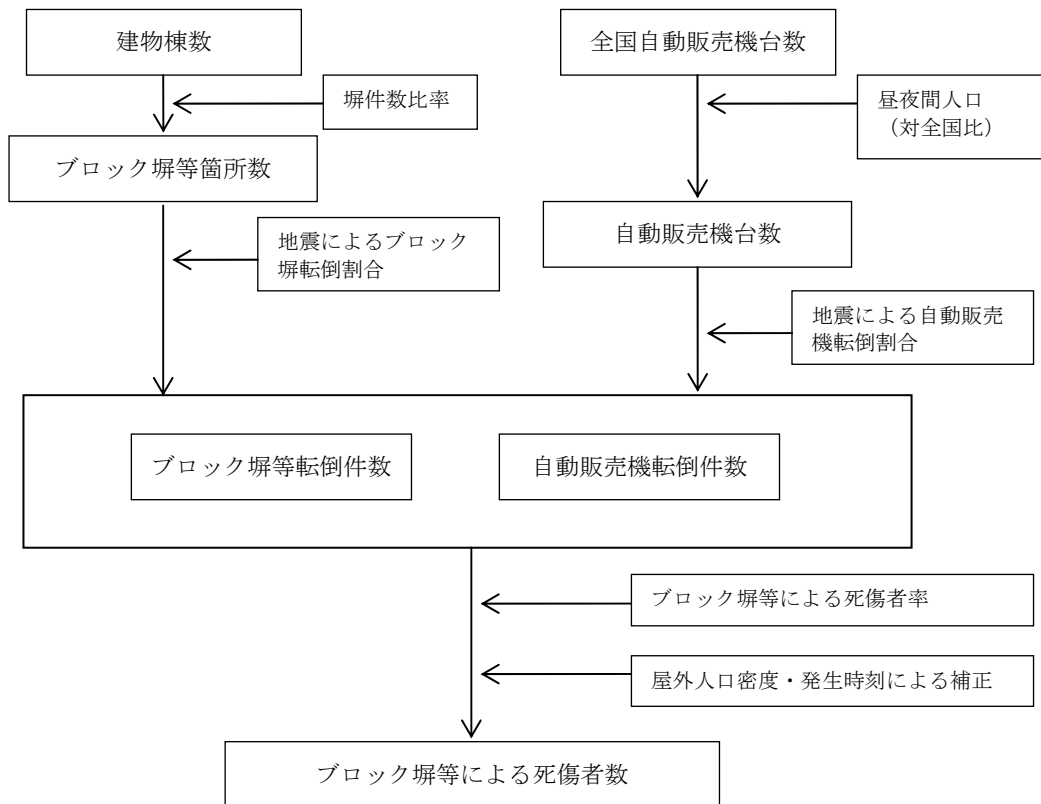 建物棟数
全国自動販売機台数
塀件数比率
昼夜間人口
（対全国比）
ブロック塀等箇所数
地震によるブロック
塀転倒割合
自動販売機台数
地震による自動販売
機転倒割合
ブロック塀等転倒件数
自動販売機転倒件数
ブロック塀等による死傷者率
屋外人口密度・発生時刻による補正
ブロック塀等による死傷者数